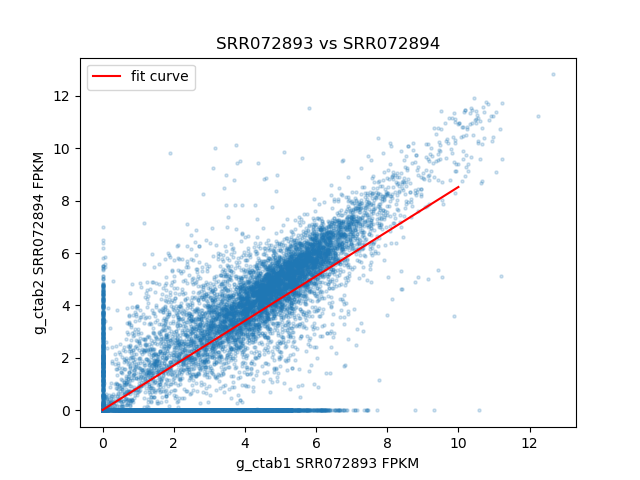 SRR072893 vs SRR072894
fit curve
12
10
8
6
4
2
0
g_ctab2 SRR072894 FPKM
0 2 4 6 8 10 12
g_ctab1 SRR072893 FPKM